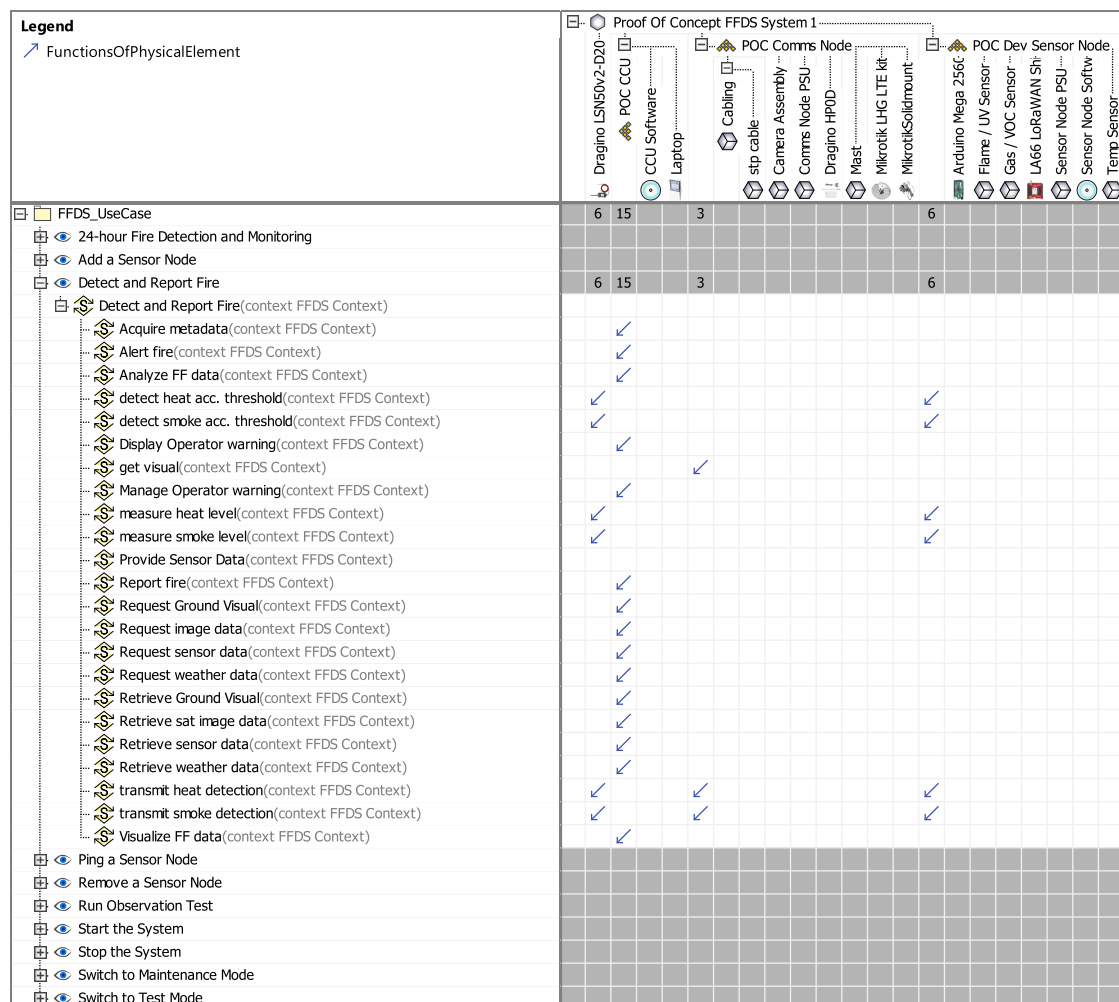 Legend
FunctionsOfPhysicalElement
Proof Of Concept FFDS System 1
POC Comms Node
POC Dev Sensor Node
Dragino LSN50v2-D20
POC CCU
CCU Software
Laptop
Cabling
stp cable
Camera Assembly
Comms Node PSU
Dragino HP0D
Mast
Mikrotik LHG LTE kit
MikrotikSolidmount
Arduino Mega 2560
Flame / UV Sensor
Gas / VOC Sensor
LA66 LoRaWAN Sh
Sensor Node PSU
Sensor Node Softw
Temp Sensor
FFDS_UseCase 6 15 3 6
24-hour Fire Detection and Monitoring
Add a Sensor Node
Detect and Report Fire 6 15 3 6
Detect and Report Fire(context FFDS Context)
Acquire metadata(context FFDS Context)
Alert fire(context FFDS Context)
Analyze FF data(context FFDS Context)
detect heat acc. threshold(context FFDS Context)
detect smoke acc. threshold(context FFDS Context)
Display Operator warning(context FFDS Context)
get visual(context FFDS Context)
Manage Operator warning(context FFDS Context)
measure heat level(context FFDS Context)
measure smoke level(context FFDS Context)
Provide Sensor Data(context FFDS Context)
Report fire(context FFDS Context)
Request Ground Visual(context FFDS Context)
Request image data(context FFDS Context)
Request sensor data(context FFDS Context)
Request weather data(context FFDS Context)
Retrieve Ground Visual(context FFDS Context)
Retrieve sat image data(context FFDS Context)
Retrieve sensor data(context FFDS Context)
Retrieve weather data(context FFDS Context)
transmit heat detection(context FFDS Context)
transmit smoke detection(context FFDS Context)
Visualize FF data(context FFDS Context)
Ping a Sensor Node
Remove a Sensor Node
Run Observation Test
Start the System
Stop the System
Switch to Maintenance Mode
Switch to Test Mode